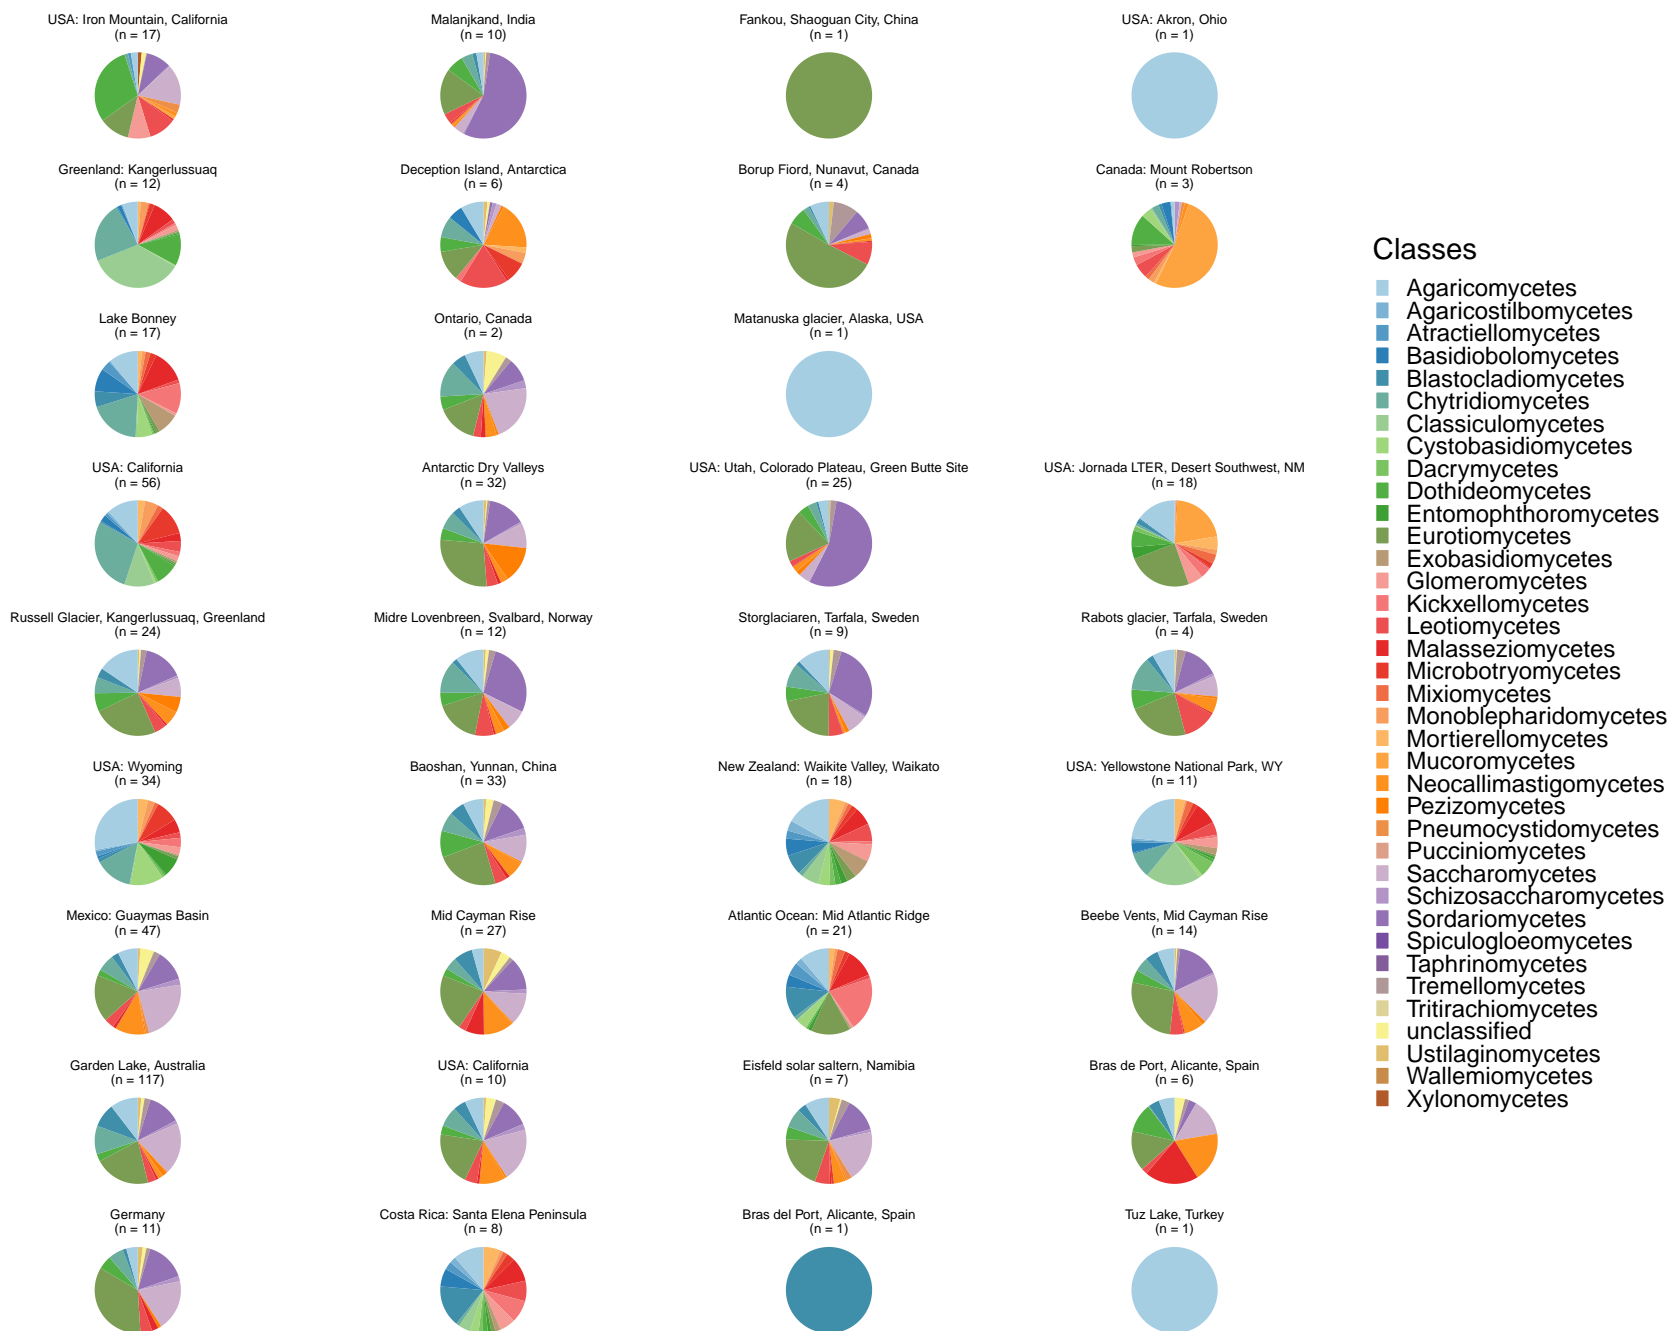 USA: Iron Mountain, California
(n = 17)
Malanjkand, India
(n = 10)
Fankou, Shaoguan City, China
(n = 1)
USA: Akron, Ohio
(n = 1)
Greenland: Kangerlussuaq
(n = 12)
Deception Island, Antarctica
(n = 6)
Borup Fiord, Nunavut, Canada
(n = 4)
Canada: Mount Robertson
(n = 3)
Lake Bonney
(n = 17)
Ontario, Canada
(n = 2)
Matanuska glacier, Alaska, USA
(n = 1)
USA: California
(n = 56)
Antarctic Dry Valleys
(n = 32)
USA: Utah, Colorado Plateau, Green Butte Site
(n = 25)
USA: Jornada LTER, Desert Southwest, NM
(n = 18)
Russell Glacier, Kangerlussuaq, Greenland
(n = 24)
Midre Lovenbreen, Svalbard, Norway
(n = 12)
Storglaciaren, Tarfala, Sweden
(n = 9)
Rabots glacier, Tarfala, Sweden
(n = 4)
USA: Wyoming
(n = 34)
Baoshan, Yunnan, China
(n = 33)
New Zealand: Waikite Valley, Waikato
(n = 18)
USA: Yellowstone National Park, WY
(n = 11)
Mexico: Guaymas Basin
(n = 47)
Mid Cayman Rise
(n = 27)
Atlantic Ocean: Mid Atlantic Ridge
(n = 21)
Beebe Vents, Mid Cayman Rise
(n = 14)
Garden Lake, Australia
(n = 117)
USA: California
(n = 10)
Eisfeld solar saltern, Namibia
(n = 7)
Bras de Port, Alicante, Spain
(n = 6)
Germany
(n = 11)
Costa Rica: Santa Elena Peninsula
(n = 8)
Bras del Port, Alicante, Spain
(n = 1)
Tuz Lake, Turkey
(n = 1)
Classes
Agaricomycetes
Agaricostilbomycetes
Atractiellomycetes
Basidiobolomycetes
Blastocladiomycetes
Chytridiomycetes
Classiculomycetes
Cystobasidiomycetes
Dacrymycetes
Dothideomycetes
Entomophthoromycetes
Eurotiomycetes
Exobasidiomycetes
Glomeromycetes
Kickxellomycetes
Leotiomycetes
Malasseziomycetes
Microbotryomycetes
Mixiomycetes
Monoblepharidomycetes
Mortierellomycetes
Mucoromycetes
Neocallimastigomycetes
Pezizomycetes
Pneumocystidomycetes
Pucciniomycetes
Saccharomycetes
Schizosaccharomycetes
Sordariomycetes
Spiculogloeomycetes
Taphrinomycetes
Tremellomycetes
Tritirachiomycetes
unclassified
Ustilaginomycetes
Wallemiomycetes
Xylonomycetes